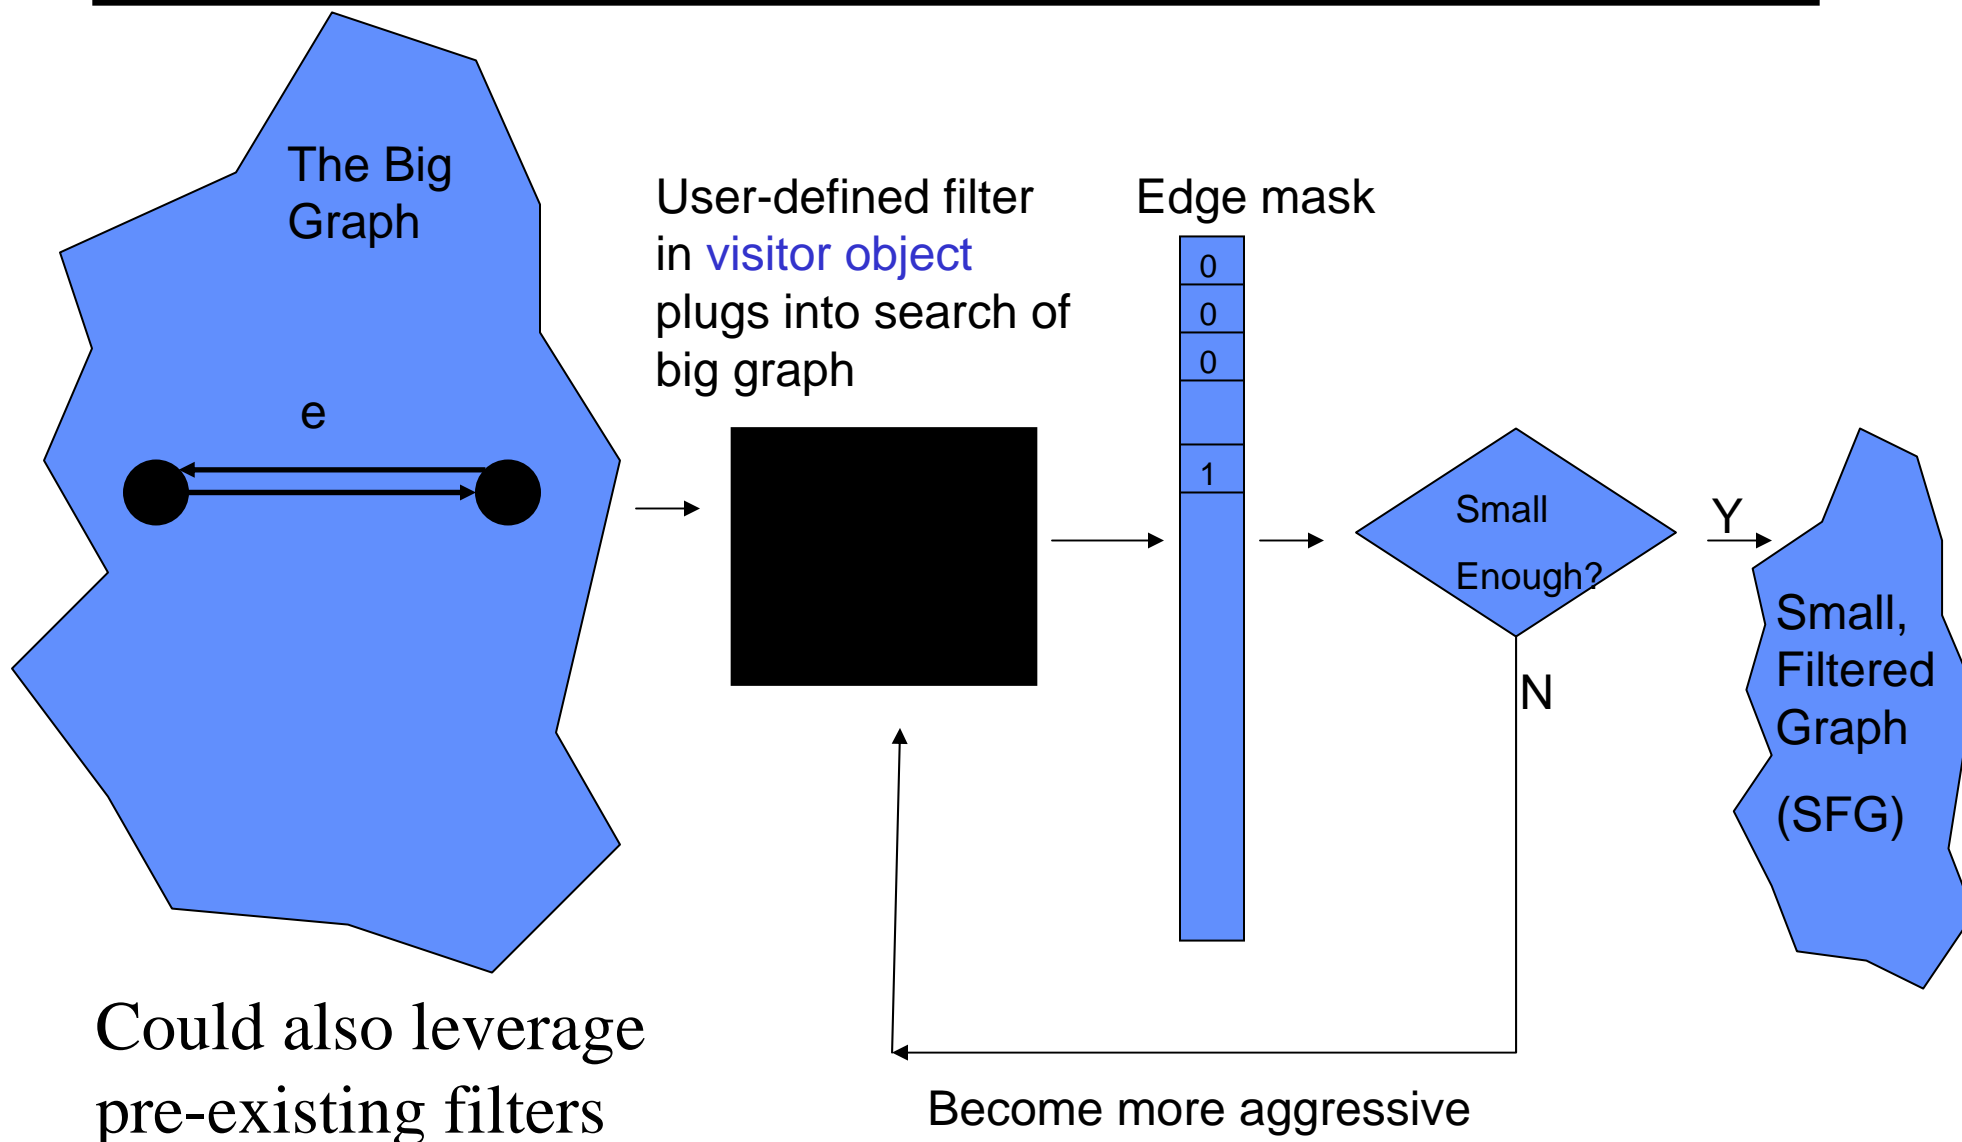 The Big
Graph
e
User-defined filter
in visitor object
plugs into search of
big graph
Edge mask
0
0
0
1
Small
Enough?
Y
N
Small,
Filtered
Graph
(SFG)
Could also leverage
pre-existing filters
Become more aggressive